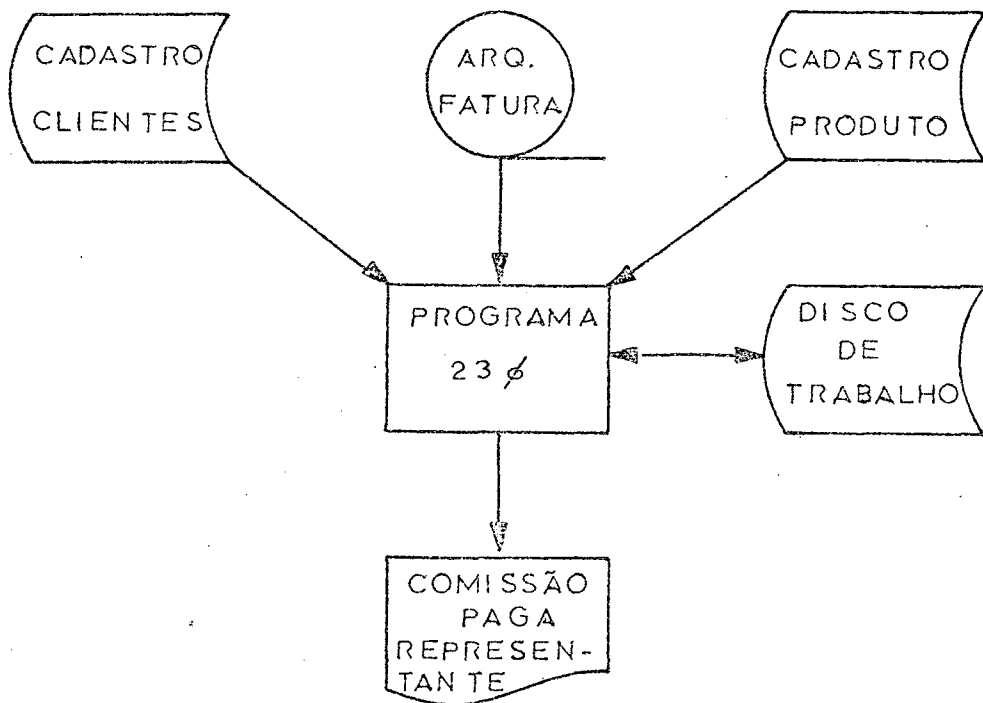 CADASTRO
CLIENTES
ARQ.
FATURA
CADASTRO
PRODUTO
PROGRAMA
23∅
DISCO
DE
TRABALHO
COMISSÃO
PAGA
REPRESEN-
TANTE